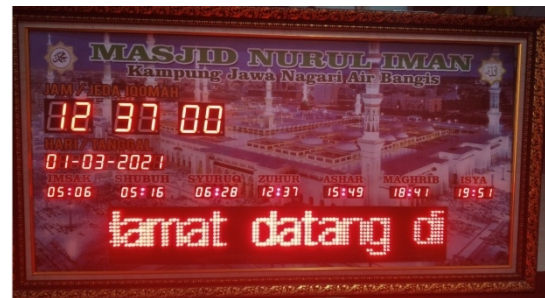 MASJID NURUL IMAN
Kampung Jawa Nagari Air Bangis
JAM / JEDA IQOMAH
12 37 00
HARI / TANGGAL
01-03-2021
IMSAK SHUBUH SYURUQ ZUHUR ASHAR MAGHRIB ISYA
05:06 05:16 06:28 12:37 15:49 18:41 19:51
lamat datang di